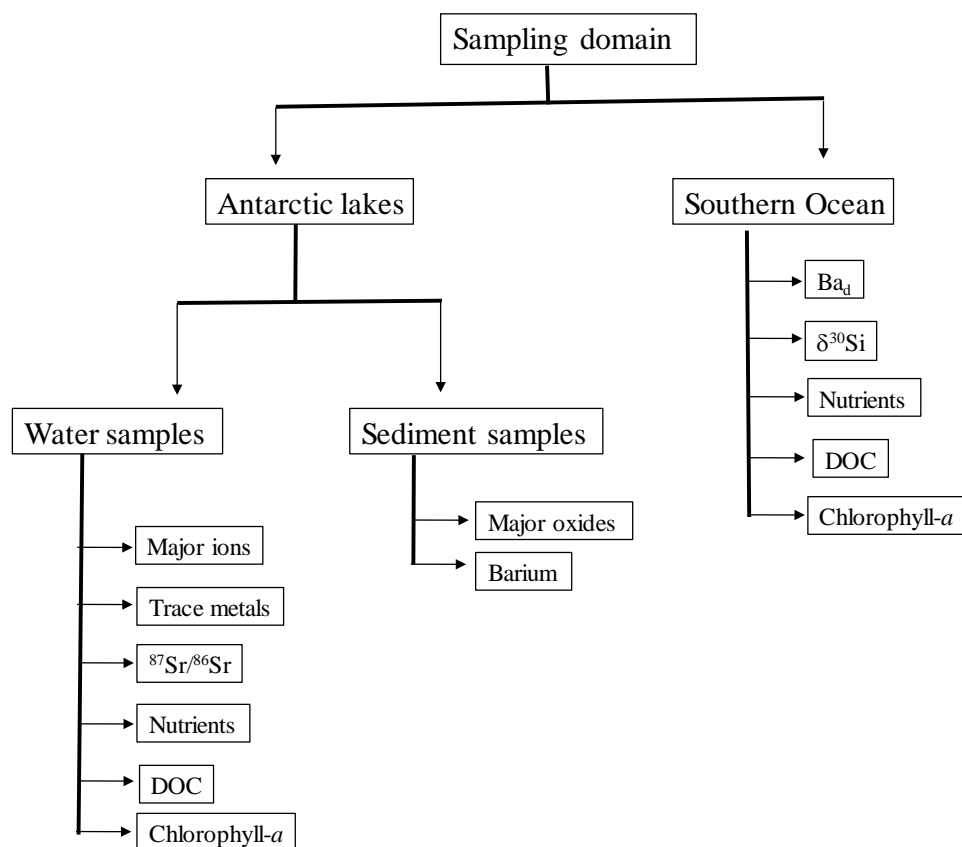 Sampling domain
Antarctic lakes
Southern Ocean
Ba_d
δ³⁰Si
Nutrients
DOC
Chlorophyll-a
Water samples
Sediment samples
Major ions
Trace metals
⁸⁷Sr/⁸⁶Sr
Nutrients
DOC
Chlorophyll-a
Major oxides
Barium